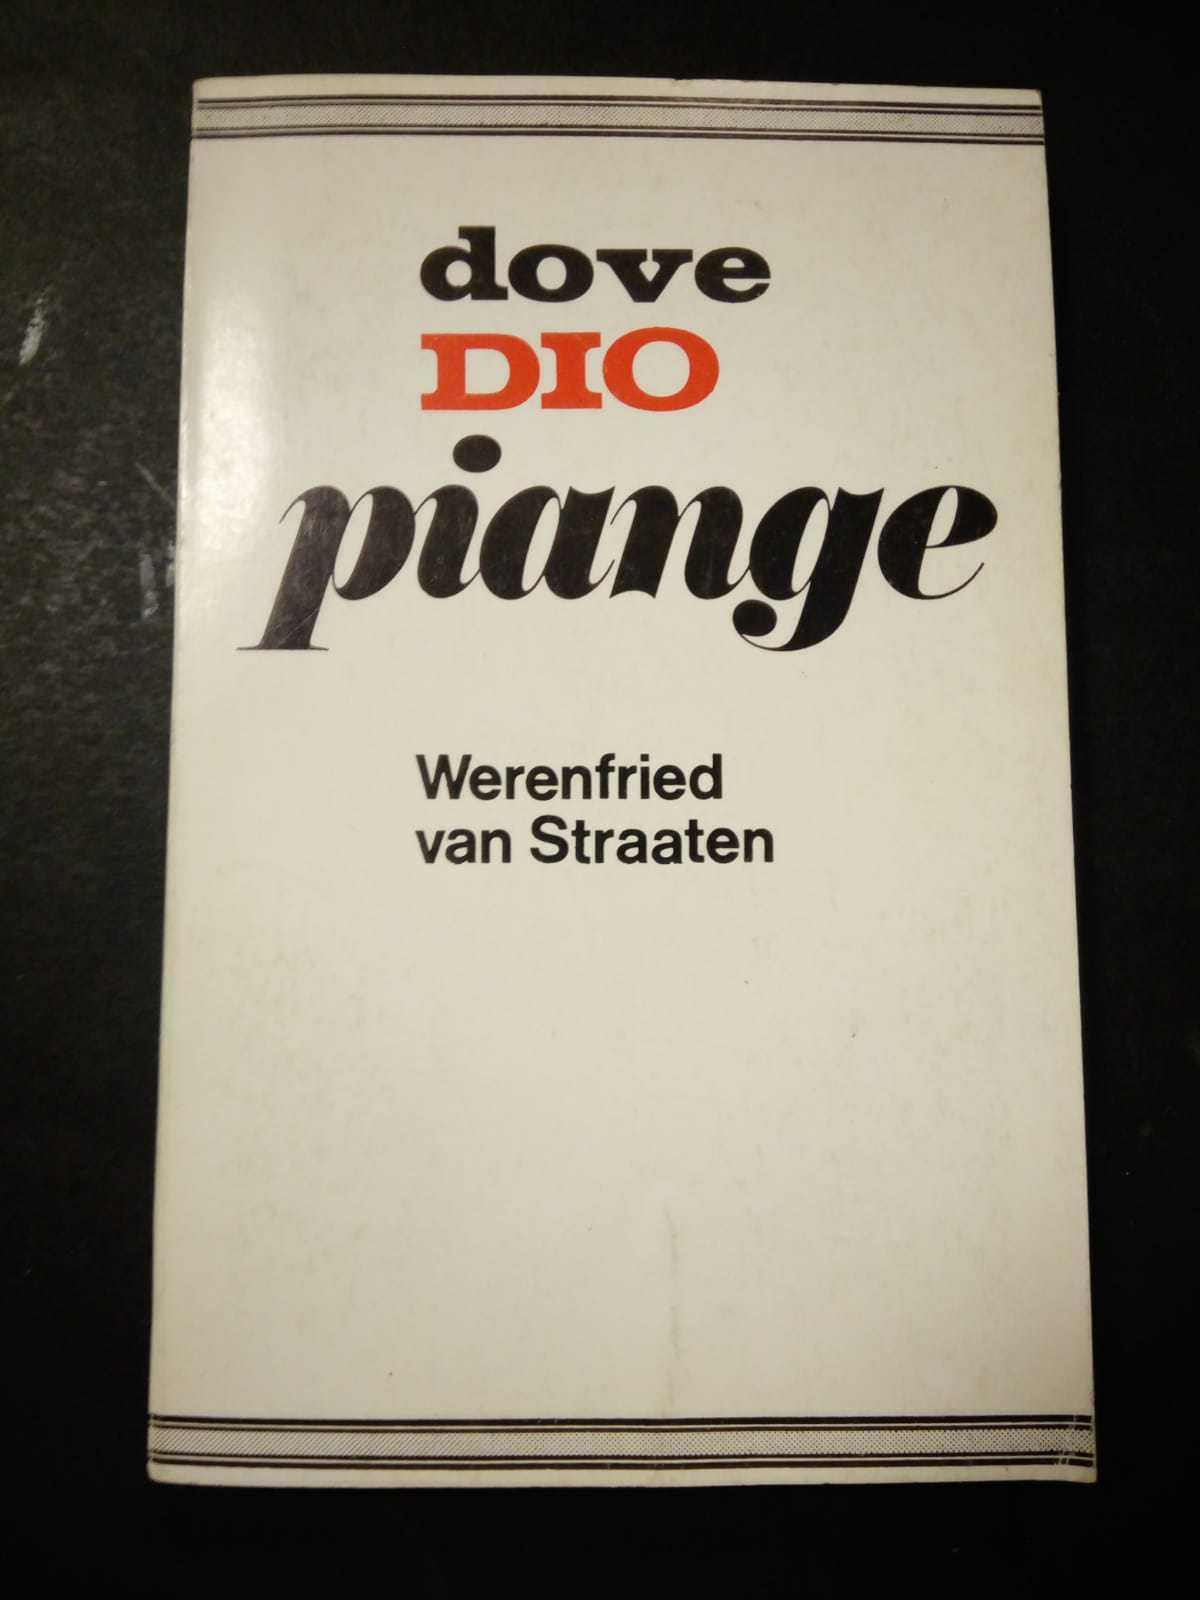 dove
DIO
piange
Werenfried
van Straaten